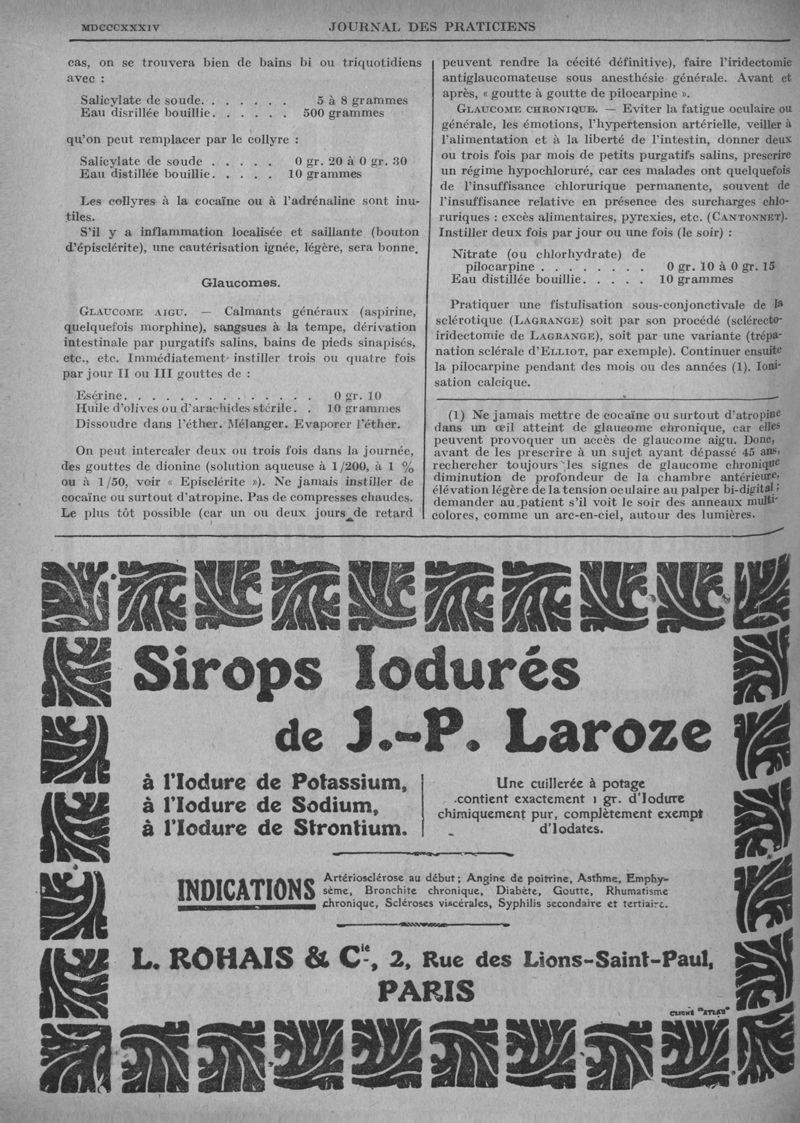 MDCCCXXXIV
JOURNAL DES PRATICIENS
cas, on se trouvera bien de bains bi ou triquotidiens
avec :
Salicylate de soude. . . . . . . 5 à 8 grammes
Eau disrillée bouillie. . . . . . 500 grammes
qu'on peut remplacer par le collyre :
Salicylate de soude . . . . . 0 gr. 20 à 0 gr. 30
Eau distillée bouillie. . . . . 10 grammes
Les collyres à la cocaïne ou à l'adrénaline sont inu-
tiles.
S'il y a inflammation localisée et saillante (bouton
d'épisclérite), une cautérisation ignée, légère, sera bonne.
Glaucomes.
GLAUCOME AIGU. — Calmants généraux (aspirine,
quelquefois morphine), sangsues à la tempe, dérivation
intestinale par purgatifs salins, bains de pieds sinapisés,
etc., etc. Immédiatement instiller trois ou quatre fois
par jour II ou III gouttes de :
Esérine. . . . . . . . . . . . . . 0 gr. 10
Huile d'olives ou d'arachides stérile. . 10 grammes
Dissoudre dans l'éther. Mélanger. Evaporer l'éther.
On peut intercaler deux ou trois fois dans la journée,
des gouttes de dionine (solution aqueuse à 1/200, à 1 %
ou à 1/50, voir « Episclérite »). Ne jamais instiller de
cocaïne ou surtout d'atropine. Pas de compresses chaudes.
Le plus tôt possible (car un ou deux jours de retard
peuvent rendre la cécité définitive), faire l'iridectomie
antiglaucomateuse sous anesthésie générale. Avant et
après, « goutte à goutte de pilocarpine ».
GLAUCOME CHRONIQUE. — Eviter la fatigue oculaire ou
générale, les émotions, l'hypertension artérielle, veiller à
l'alimentation et à la liberté de l'intestin, donner deux
ou trois fois par mois de petits purgatifs salins, prescrire
un régime hypochloruré, car ces malades ont quelquefois
de l'insuffisance chlorurique permanente, souvent de
l'insuffisance relative en présence des surcharges chlo-
ruriques : excès alimentaires, pyrexies, etc. (CANTONNET).
Instiller deux fois par jour ou une fois (le soir) :
Nitrate (ou chlorhydrate) de
pilocarpine . . . . . . . . 0 gr. 10 à 0 gr. 15
Eau distillée bouillie. . . . . 10 grammes
Pratiquer une fistulisation sous-conjonctivale de la
sclérotique (LAGRANGE) soit par son procédé (sclérecto-
iridectomie de LAGRANGE), soit par une variante (trépa-
nation sclérale d'ELLIOT, par exemple). Continuer ensuite
la pilocarpine pendant des mois ou des années (1). Ioni-
sation calcique.
(1) Ne jamais mettre de cocaïne ou surtout d'atropine
dans un œil atteint de glaucome chronique, car elles
peuvent provoquer un accès de glaucome aigu. Donc,
avant de les prescrire à un sujet ayant dépassé 45 ans,
rechercher toujours les signes de glaucome chronique
diminution de profondeur de la chambre antérieure,
élévation légère de la tension oculaire au palper bi-digital ;
demander au patient s'il voit le soir des anneaux multi-
colores, comme un arc-en-ciel, autour des lumières.
Sirops Iodurés
de J.-P. Laroze
à l'Iodure de Potassium,
à l'Iodure de Sodium,
à l'Iodure de Strontium.
Une cuillerée à potage
contient exactement 1 gr. d'Iodure
chimiquement pur, complètement exempt
d'Iodates.
INDICATIONS
Artériosclérose au début ; Angine de poitrine, Asthme, Emphy-
sème, Bronchite chronique, Diabète, Goutte, Rhumatisme
chronique, Scléroses viscérales, Syphilis secondaire et tertiaire.
L. ROHAIS & Cie, 2, Rue des Lions-Saint-Paul,
PARIS
CLICHÉ "ATLAS"